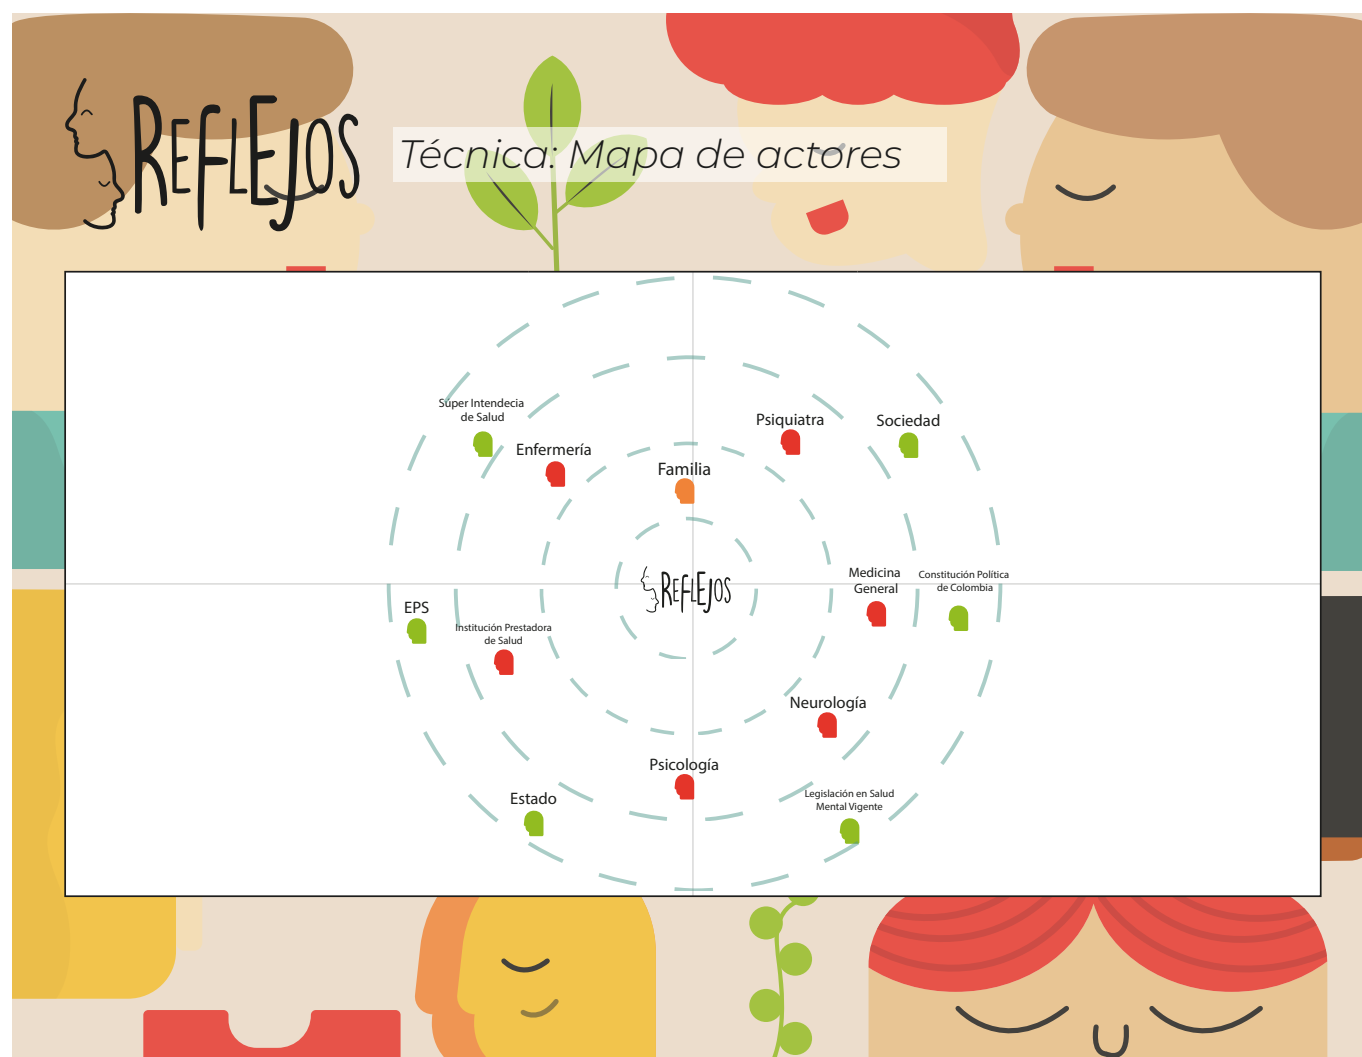 REFLEJOS
Técnica: Mapa de actores
Súper Intendecia
de Salud
Enfermería
Familia
Psiquiatra
Sociedad
REFLEJOS
Medicina
General
Constitución Política
de Colombia
EPS
Institución Prestadora
de Salud
Neurología
Psicología
Estado
Legislación en Salud
Mental Vigente